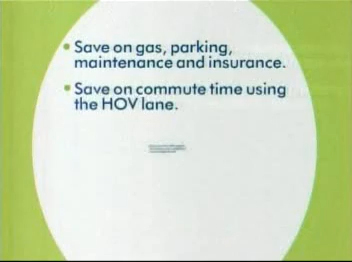 • Save on gas, parking,
maintenance and insurance.
• Save on commute time using
the HOV lane.